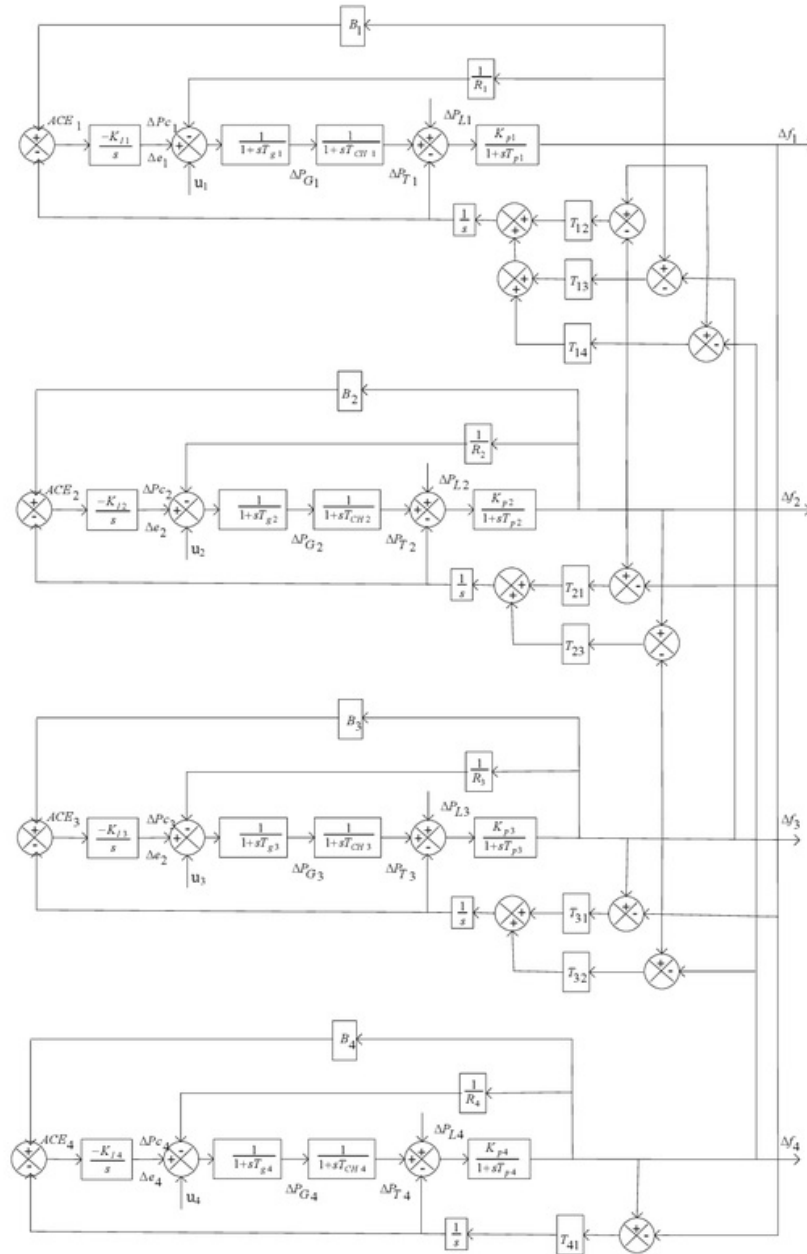 B1
1/R1
ACE1 -KI1/s ΔPc1 Δe1 u1 1/1+sTg1 ΔPG1 1/1+sTCH1 ΔPT1 ΔPL1 Kp1/1+sTp1 Δf1
1/s T12
T13
T14
B2
1/R2
ACE2 -KI2/s ΔPc2 Δe2 u2 1/1+sTg2 ΔPG2 1/1+sTCH2 ΔPT2 ΔPL2 Kp2/1+sTp2 Δf2
1/s T21
T23
B3
1/R3
ACE3 -KI3/s ΔPc3 Δe2 u3 1/1+sTg3 ΔPG3 1/1+sTCH3 ΔPT3 ΔPL3 Kp3/1+sTp3 Δf3
1/s T31
T32
B4
1/R4
ACE4 -KI4/s ΔPc4 Δe4 u4 1/1+sTg4 ΔPG4 1/1+sTCH4 ΔPT4 ΔPL4 Kp4/1+sTp4 Δf4
1/s T41